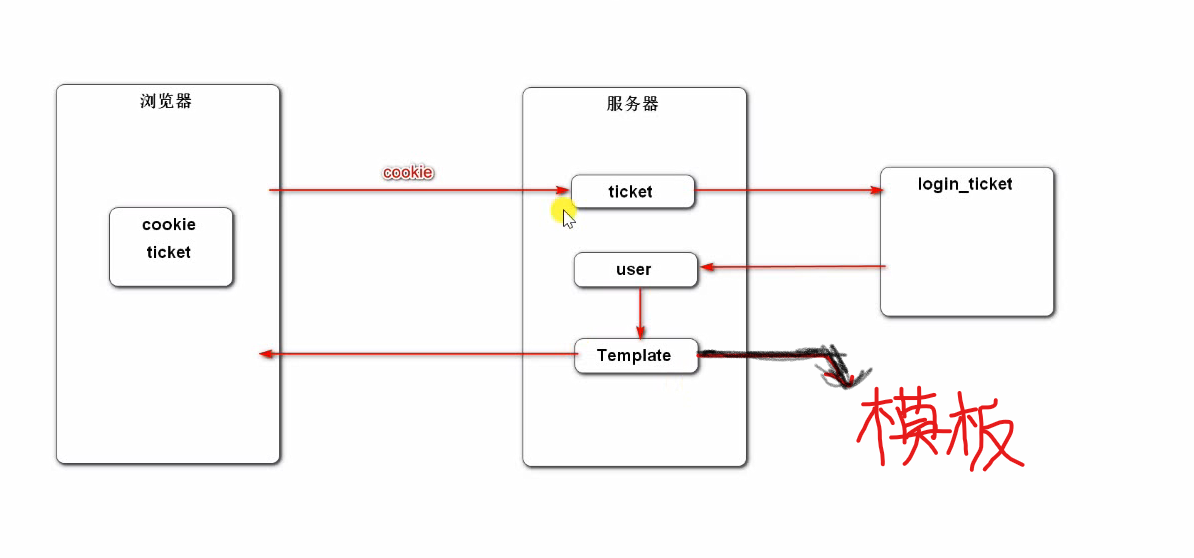 浏览器
服务器
cookie
ticket
login_ticket
cookie
ticket
user
Template
模板